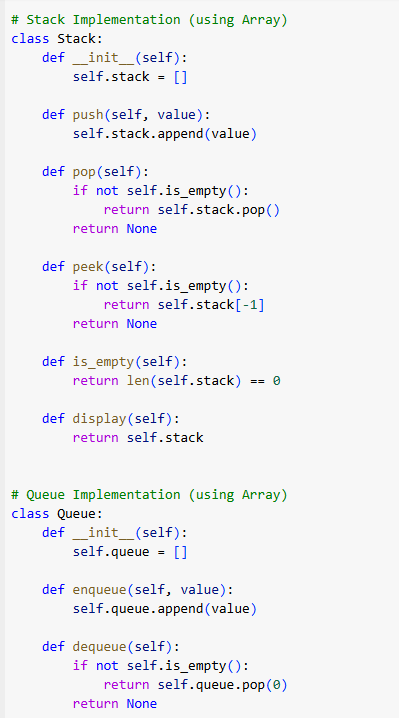 # Stack Implementation (using Array)
class Stack:
    def __init__(self):
        self.stack = []

    def push(self, value):
        self.stack.append(value)

    def pop(self):
        if not self.is_empty():
            return self.stack.pop()
        return None

    def peek(self):
        if not self.is_empty():
            return self.stack[-1]
        return None

    def is_empty(self):
        return len(self.stack) == 0

    def display(self):
        return self.stack


# Queue Implementation (using Array)
class Queue:
    def __init__(self):
        self.queue = []

    def enqueue(self, value):
        self.queue.append(value)

    def dequeue(self):
        if not self.is_empty():
            return self.queue.pop(0)
        return None